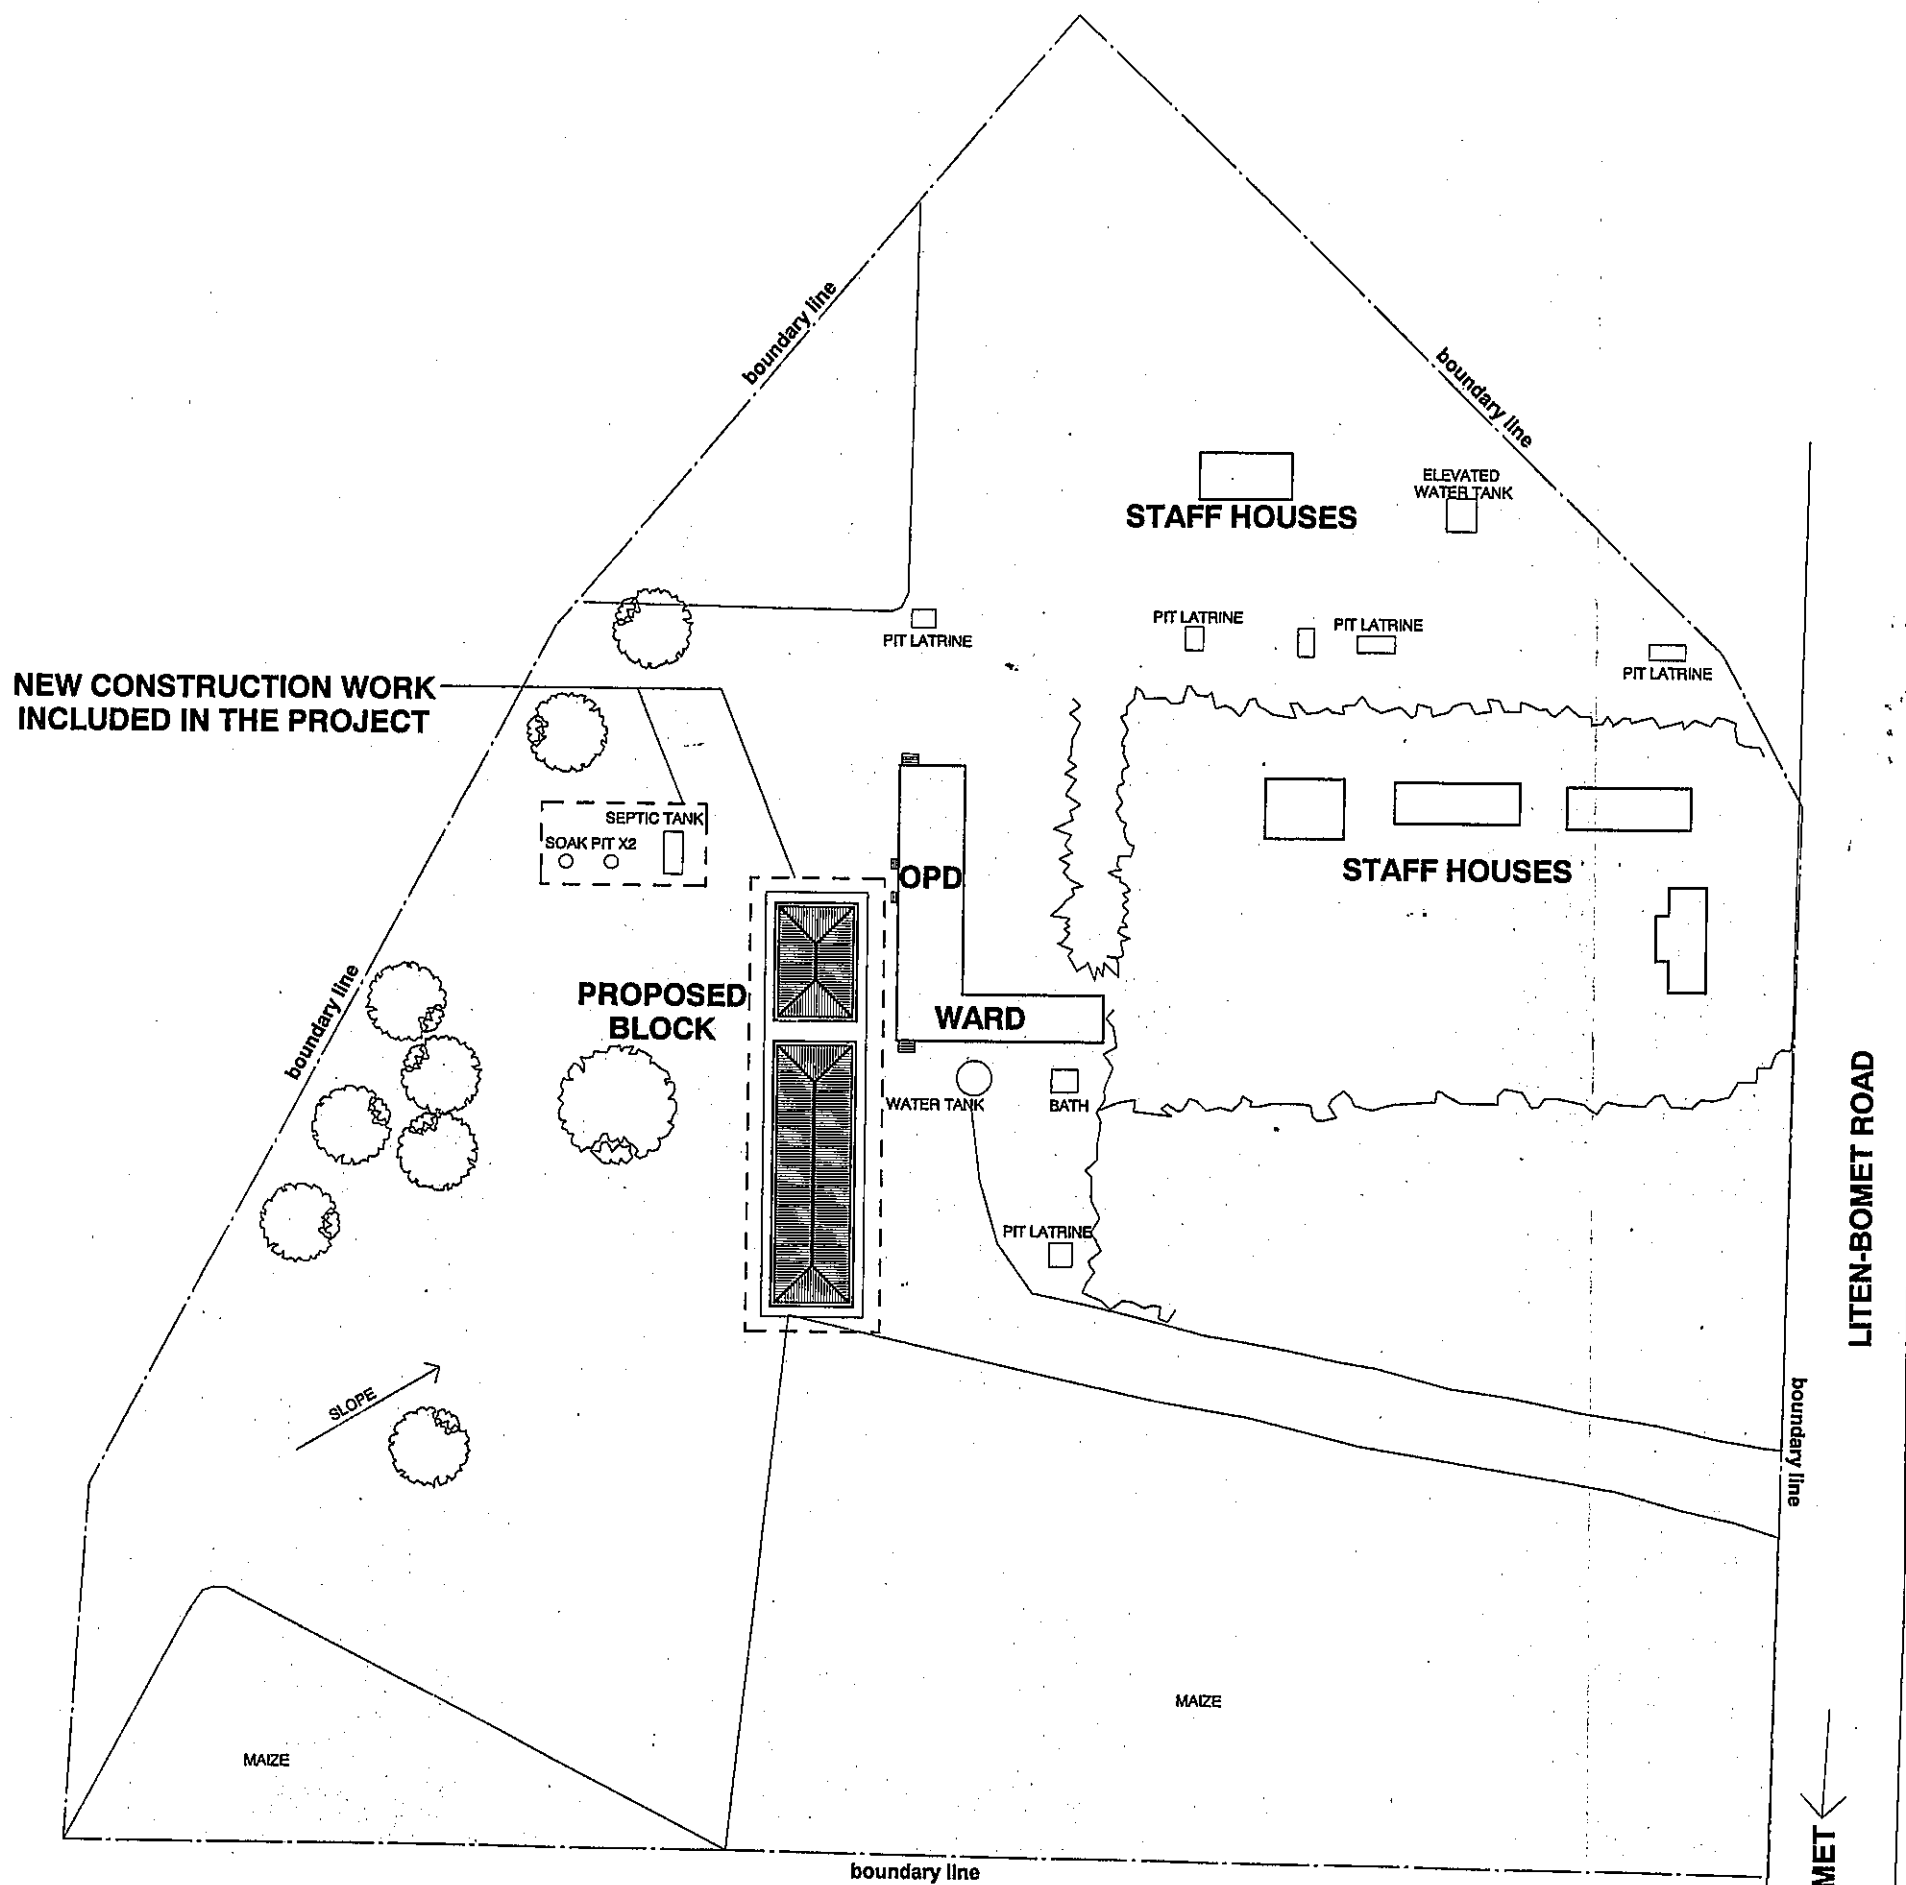 boundary line
boundary line
ELEVATED
WATER TANK
STAFF HOUSES
PIT LATRINE
PIT LATRINE
PIT LATRINE
PIT LATRINE
NEW CONSTRUCTION WORK
INCLUDED IN THE PROJECT
SEPTIC TANK
SOAK PIT X2
OPD
STAFF HOUSES
PROPOSED
BLOCK
WARD
boundary line
WATER TANK
BATH
LITEN-BOMET ROAD
PIT LATRINE
SLOPE
boundary line
MAIZE
MAIZE
MET
boundary line